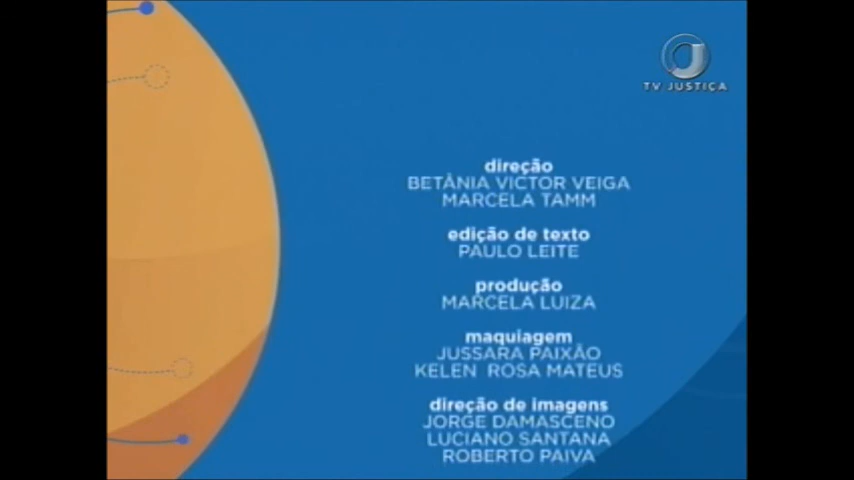 TV JUSTIÇA
direção
BETÂNIA VICTOR VEIGA
MARCELA TAMM
edição de texto
PAULO LEITE
produção
MARCELA LUIZA
maquiagem
JUSSARA PAIXÃO
KELEN ROSA MATEUS
direção de imagens
JORGE DAMASCENO
LUCIANO SANTANA
ROBERTO PAIVA